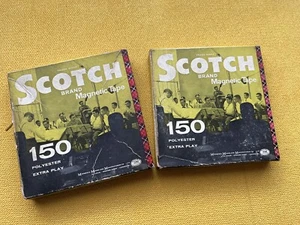 SCOTCH
BRAND
Magnetic Tape
150
POLYESTER
EXTRA PLAY
SCOTCH
BRAND
Magnetic Tape
150
POLYESTER
EXTRA PLAY